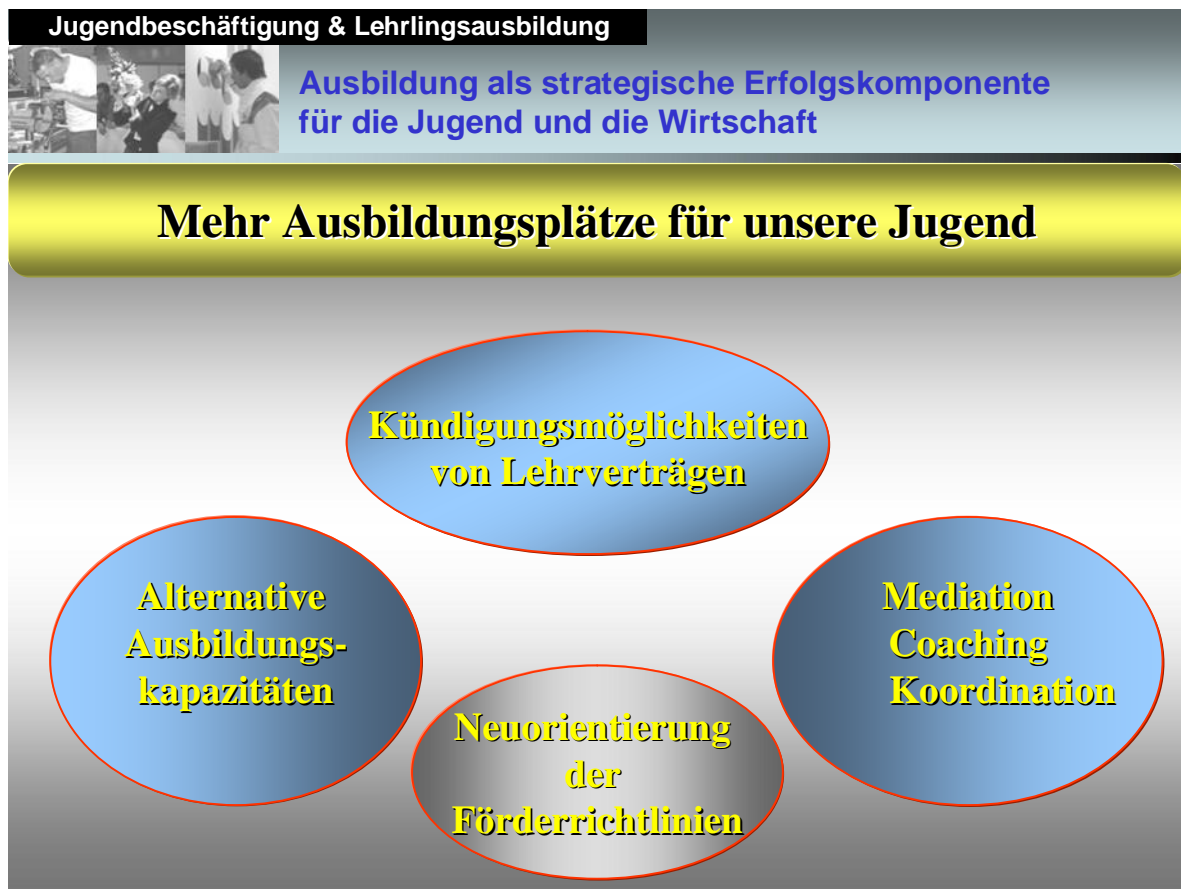 Jugendbeschäftigung & Lehrlingsausbildung
Ausbildung als strategische Erfolgskomponente
für die Jugend und die Wirtschaft
Mehr Ausbildungsplätze für unsere Jugend
Kündigungsmöglichkeiten
von Lehrverträgen
Alternative
Ausbildungs-
kapazitäten
Mediation
Coaching
Koordination
Neuorientierung
der
Förderrichtlinien